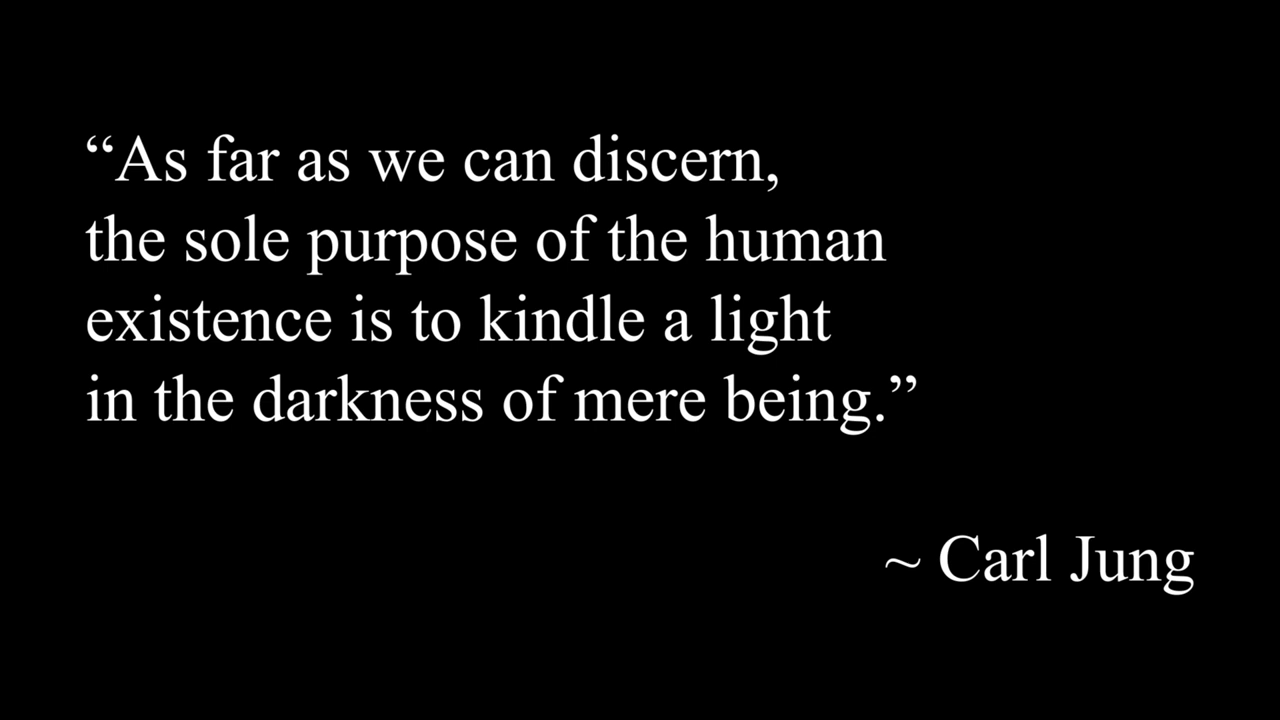 “As far as we can discern,
the sole purpose of the human
existence is to kindle a light
in the darkness of mere being.”
~ Carl Jung